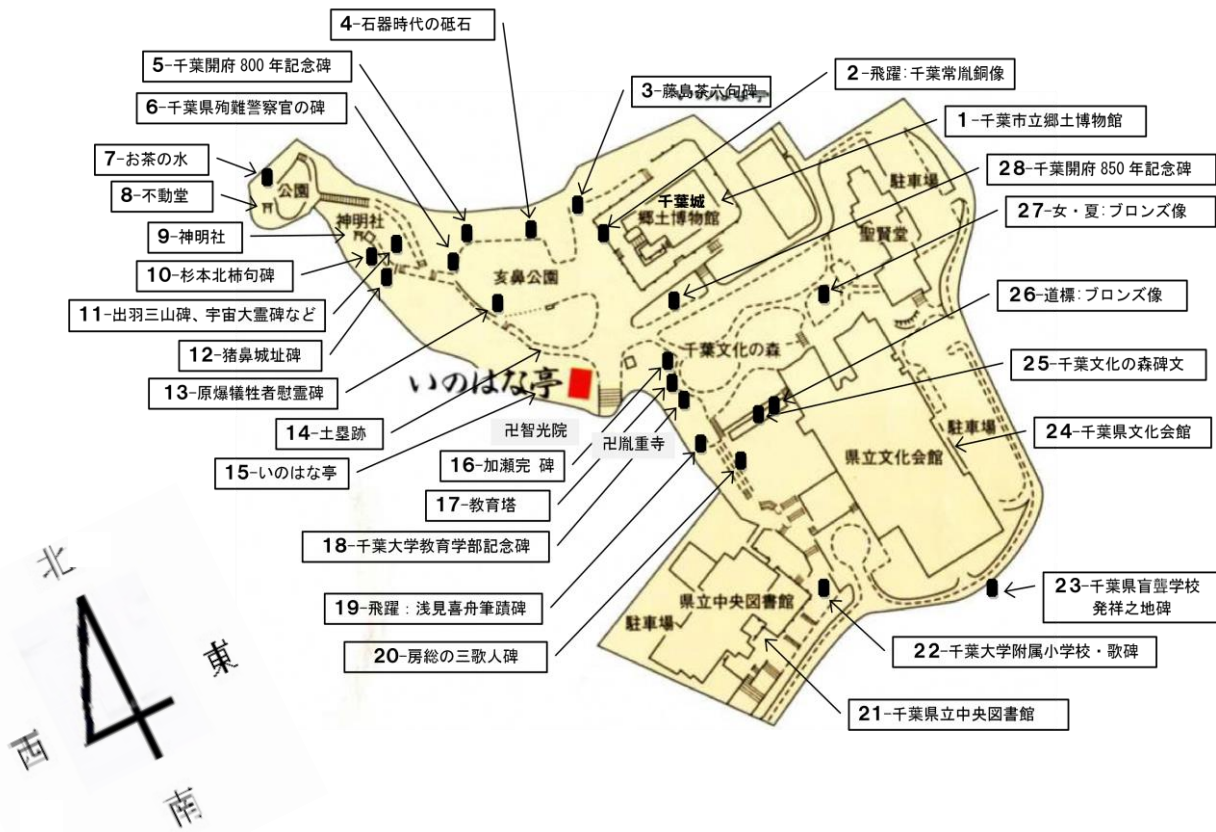 4-石器時代の砥石
5-千葉開府 800 年記念碑
6-千葉県殉難警察官の碑
7-お茶の水
8-不動堂
9-神明社
10-杉本北柿句碑
11-出羽三山碑、宇宙大霊碑など
12-猪鼻城址碑
13-原爆犠牲者慰霊碑
14-土塁跡
15-いのはな亭
3-藤島茶六句碑
2-飛躍:千葉常胤銅像
1-千葉市立郷土博物館
28-千葉開府 850 年記念碑
27-女・夏:ブロンズ像
26-道標:ブロンズ像
25-千葉文化の森碑文
24-千葉県文化会館
23-千葉県盲聾学校
発祥之地碑
22-千葉大学附属小学校・歌碑
21-千葉県立中央図書館
16-加瀬完 碑
17-教育塔
18-千葉大学教育学部記念碑
19-飛躍：浅見喜舟筆蹟碑
20-房総の三歌人碑
公園
神明社
亥鼻公園
千葉城
郷土博物館
駐車場
聖賢堂
千葉文化の森
いのはな亭
卍智光院
卍胤重寺
県立文化会館
駐車場
県立中央図書館
駐車場
北
東
西
南